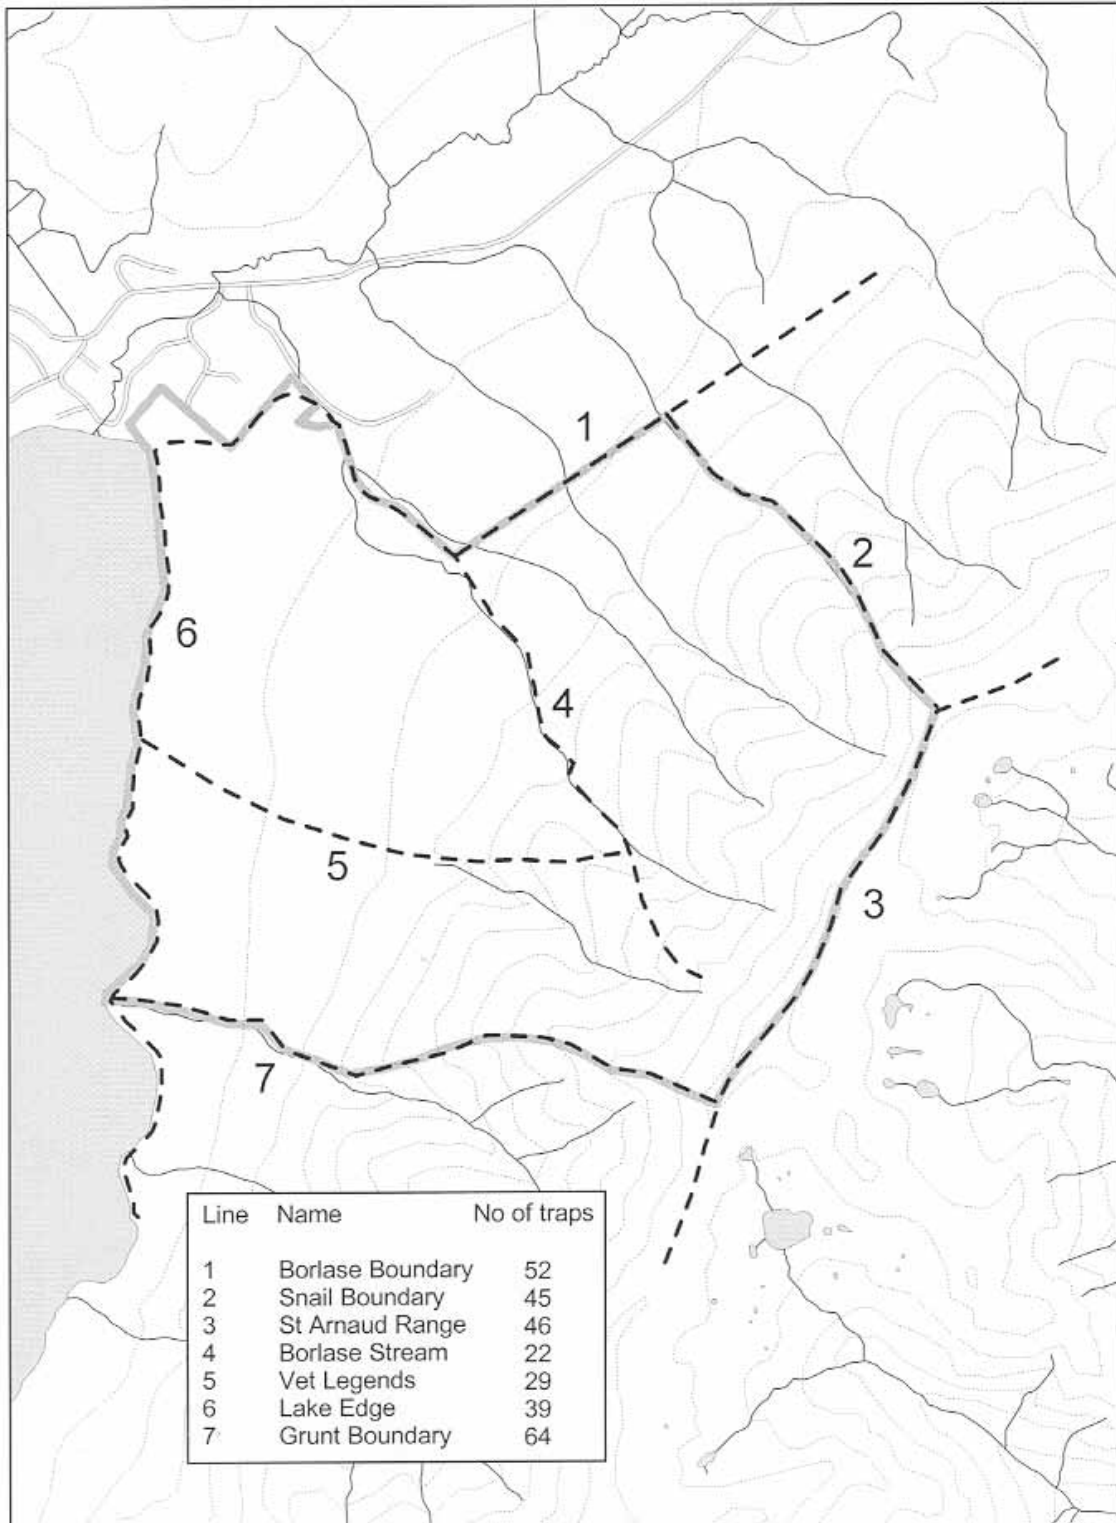 1
2
6
4
5
3
7
Line Name No of traps
1 Borlase Boundary 52
2 Snail Boundary 45
3 St Arnaud Range 46
4 Borlase Stream 22
5 Vet Legends 29
6 Lake Edge 39
7 Grunt Boundary 64